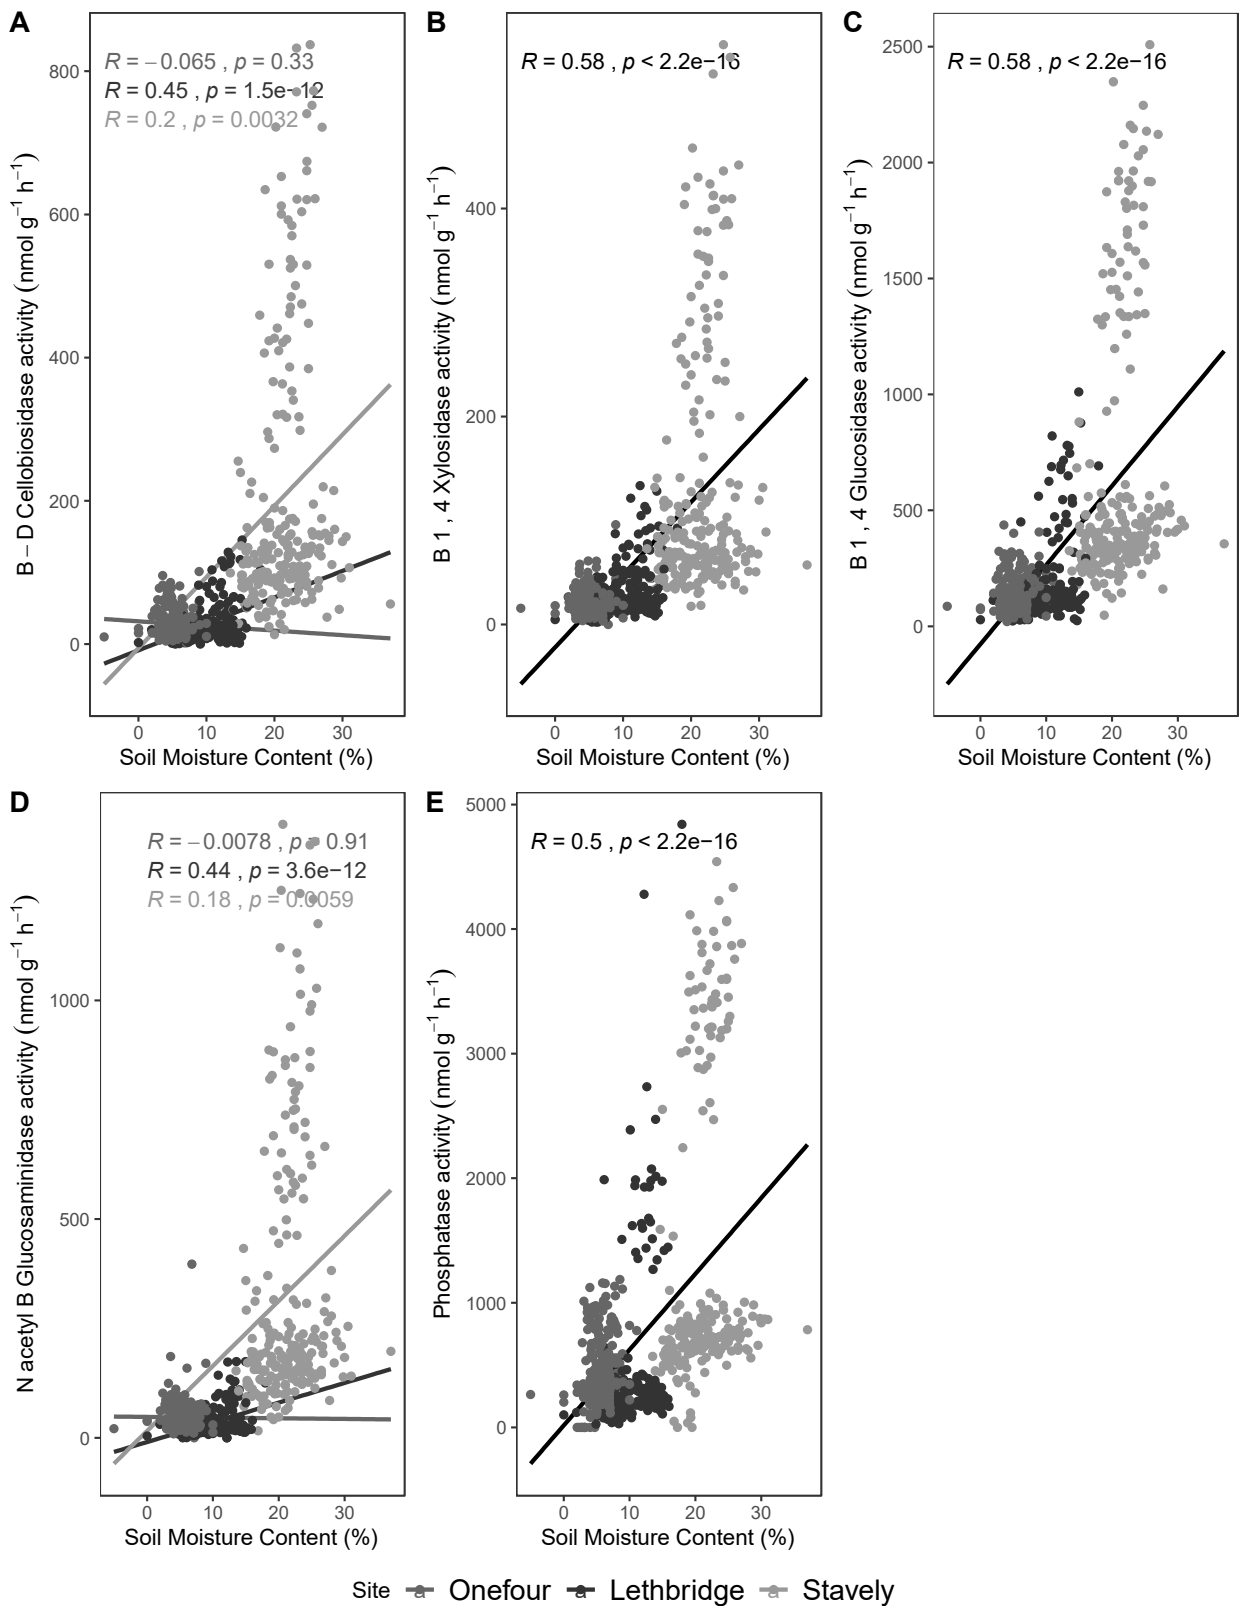 A
R = −0.065 , p = 0.33
R = 0.45 , p = 1.5e−12
R = 0.2 , p = 0.0032
B − D Cellobiosidase activity (nmol g−1 h−1)
800
600
400
200
0
0 10 20 30
Soil Moisture Content (%)
B
R = 0.58 , p < 2.2e−16
B 1 , 4 Xylosidase activity (nmol g−1 h−1)
400
200
0
0 10 20 30
Soil Moisture Content (%)
C
R = 0.58 , p < 2.2e−16
B 1 , 4 Glucosidase activity (nmol g−1 h−1)
2500
2000
1500
1000
500
0
0 10 20 30
Soil Moisture Content (%)
D
R = −0.0078 , p = 0.91
R = 0.44 , p = 3.6e−12
R = 0.18 , p = 0.0059
N acetyl B Glucosaminidase activity (nmol g−1 h−1)
1000
500
0
0 10 20 30
Soil Moisture Content (%)
E
R = 0.5 , p < 2.2e−16
Phosphatase activity (nmol g−1 h−1)
5000
4000
3000
2000
1000
0
0 10 20 30
Soil Moisture Content (%)
Site a Onefour a Lethbridge a Stavely